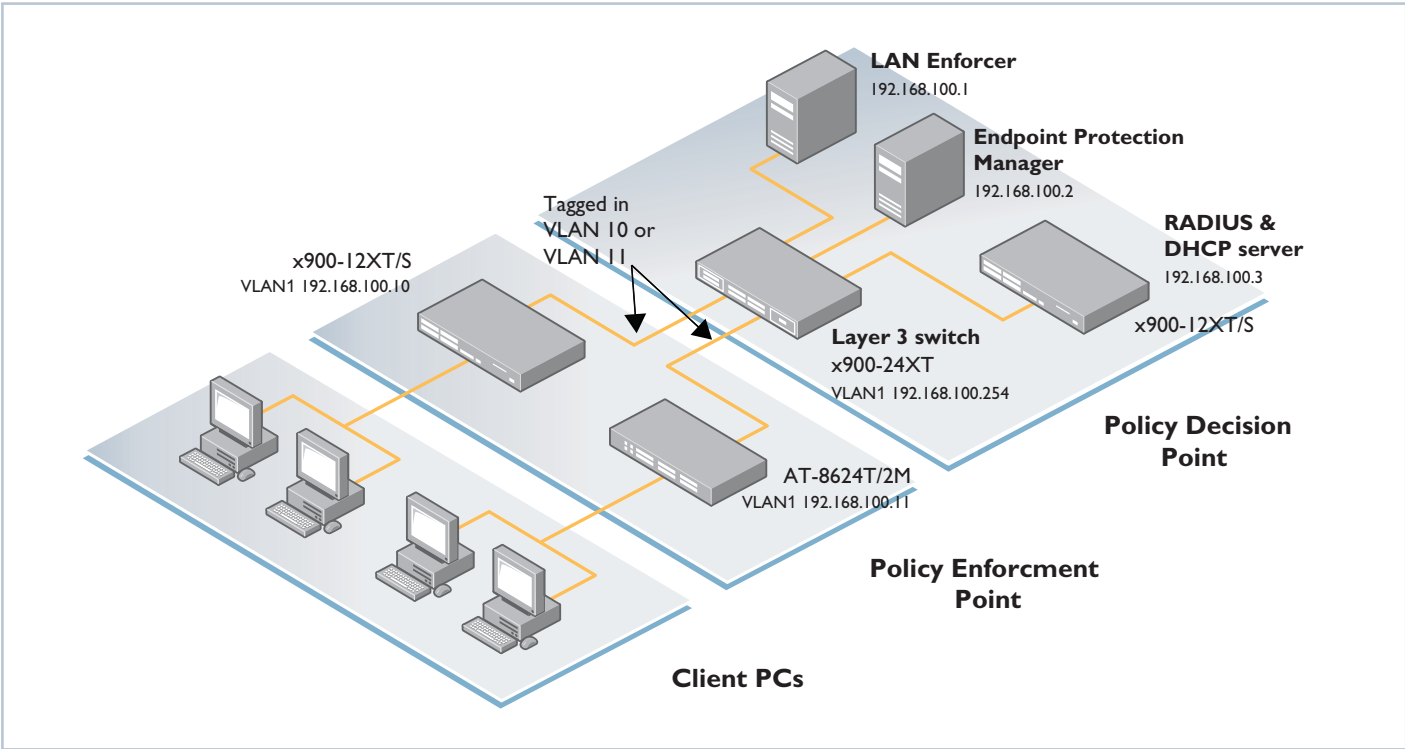 LAN Enforcer
192.168.100.1
Endpoint Protection
Manager
192.168.100.2
Tagged in
VLAN 10 or
VLAN 11
RADIUS &
DHCP server
192.168.100.3
x900-12XT/S
x900-12XT/S
VLAN1 192.168.100.10
Layer 3 switch
x900-24XT
VLAN1 192.168.100.254
Policy Decision
Point
AT-8624T/2M
VLAN1 192.168.100.11
Policy Enforcment
Point
Client PCs